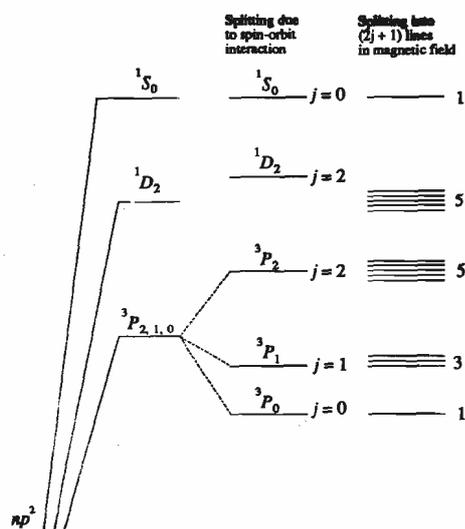 Splitting due
to spin-orbit
interaction
Splitting into
(2j + 1) lines
in magnetic field
¹S₀
¹S₀ j = 0 1
¹D₂
¹D₂ j = 2 5
³P₂ j = 2 5
³P₂,₁,₀
³P₁ j = 1 3
³P₀ j = 0 1
np²